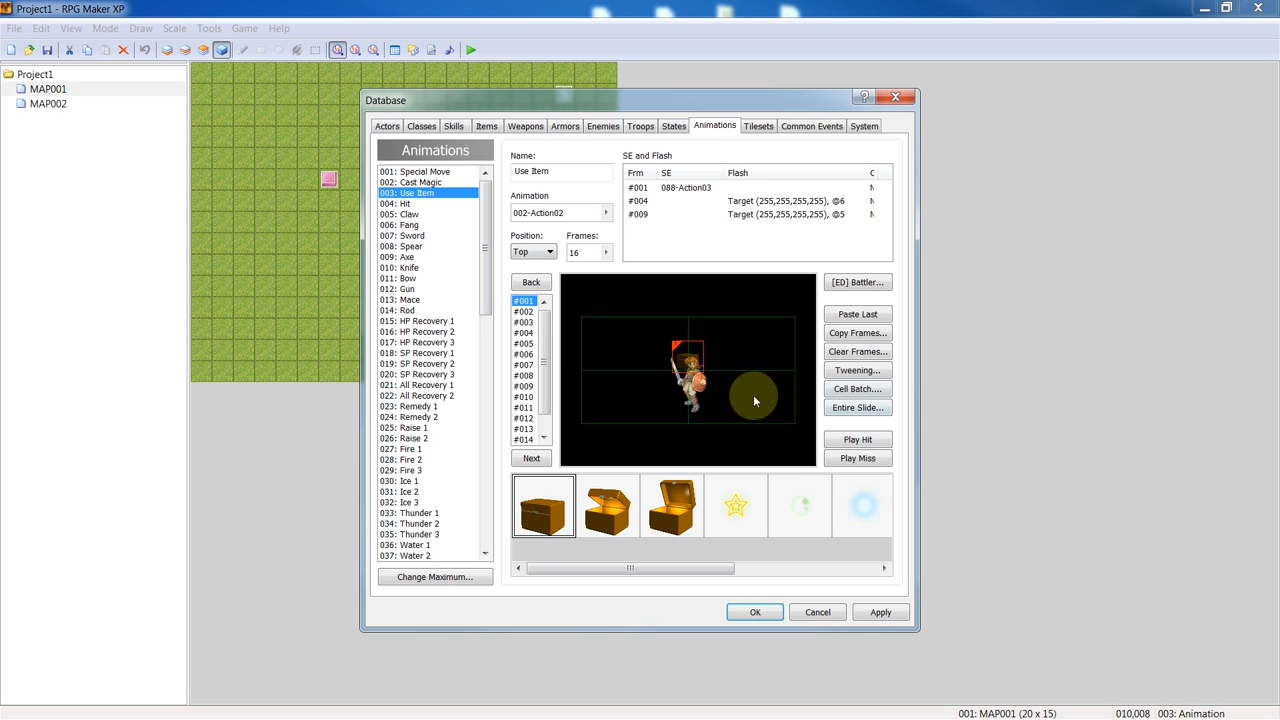 Project1 - RPG Maker XP
File Edit View Mode Draw Scale Tools Game Help
Project1
MAP001
MAP002
Database
Actors Classes Skills Items Weapons Armors Enemies Troops States Animations Tilesets Common Events System
Animations
001: Special Move
002: Cast Magic
003: Use Item
004: Hit
005: Claw
006: Fang
007: Sword
008: Spear
009: Axe
010: Knife
011: Bow
012: Gun
013: Mace
014: Rod
015: HP Recovery 1
016: HP Recovery 2
017: HP Recovery 3
018: SP Recovery 1
019: SP Recovery 2
020: SP Recovery 3
021: All Recovery 1
022: All Recovery 2
023: Remedy 1
024: Remedy 2
025: Raise 1
026: Raise 2
027: Fire 1
028: Fire 2
029: Fire 3
030: Ice 1
031: Ice 2
032: Ice 3
033: Thunder 1
034: Thunder 2
035: Thunder 3
036: Water 1
037: Water 2
Change Maximum...
Name:
Use Item
Animation
002-Action02
Position: Frames:
Top 16
SE and Flash
Frm SE Flash C
#001 088-Action03 N
#004 Target (255,255,255,255), @6 N
#009 Target (255,255,255,255), @5 N
Back
#001
#002
#003
#004
#005
#006
#007
#008
#009
#010
#011
#012
#013
#014
Next
[ED] Battler...
Paste Last
Copy Frames...
Clear Frames...
Tweening...
Cell Batch....
Entire Slide...
Play Hit
Play Miss
OK Cancel Apply
001: MAP001 (20 x 15) 010,008 003: Animation